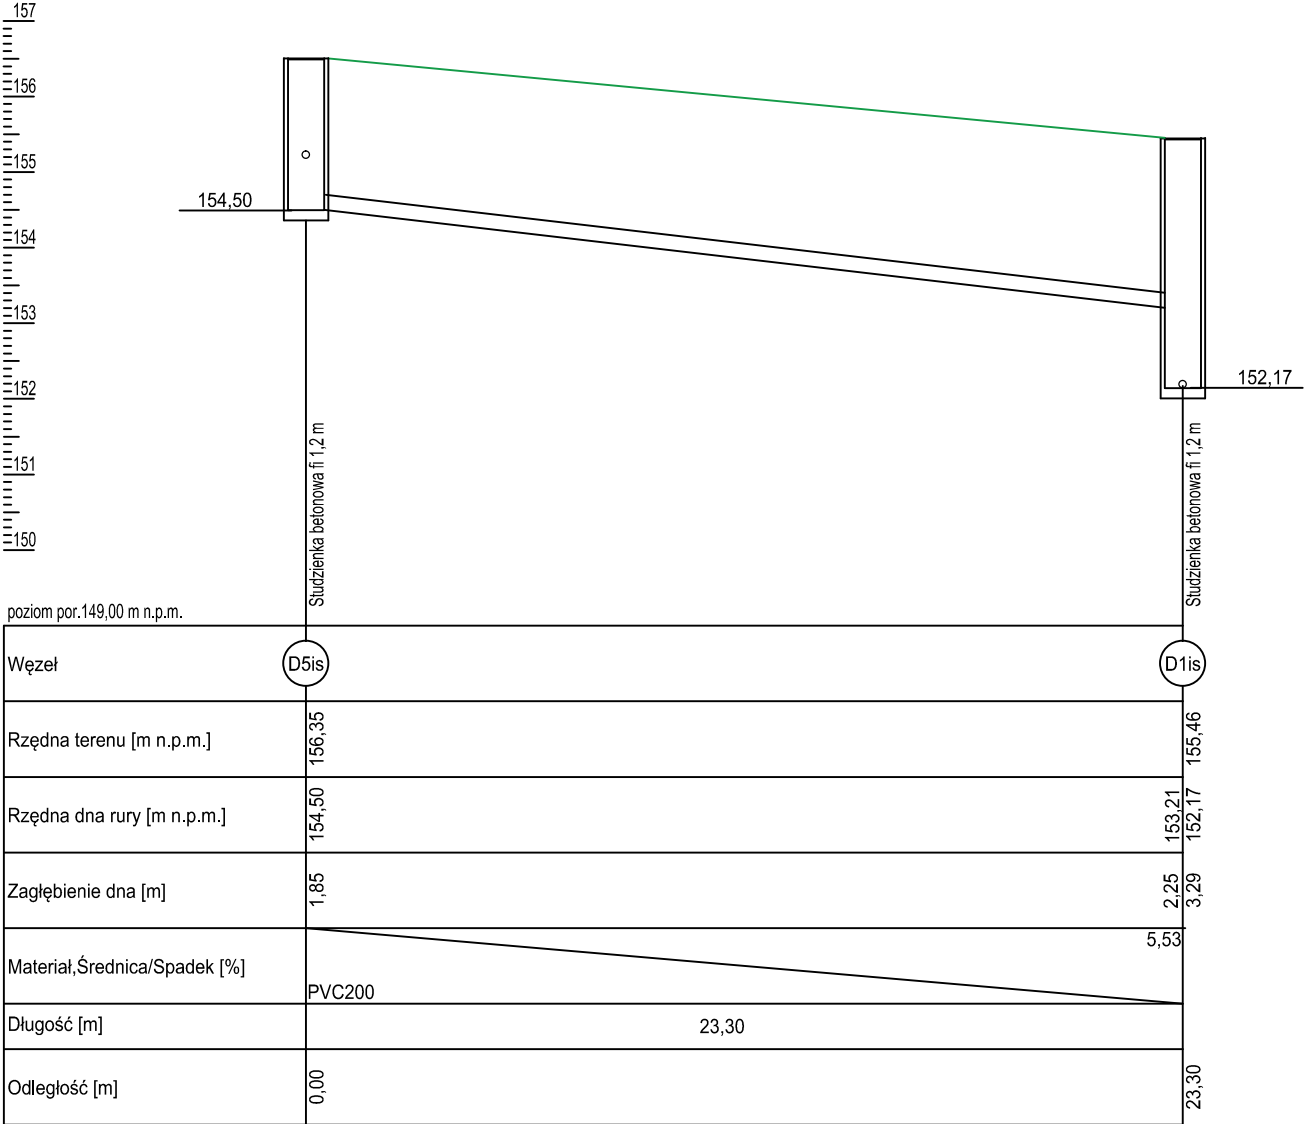 157
156
155
154
153
152
151
150
154,50
152,17
Studzienka betonowa fi 1,2 m
Studzienka betonowa fi 1,2 m
poziom por.149,00 m n.p.m.
Węzeł
D5is
D1is
Rzędna terenu [m n.p.m.]
156,35
155,46
Rzędna dna rury [m n.p.m.]
154,50
153,21
152,17
Zagłębienie dna [m]
1,85
2,25
3,29
Materiał,Średnica/Spadek [%]
PVC200
5,53
Długość [m]
23,30
Odległość [m]
0,00
23,30